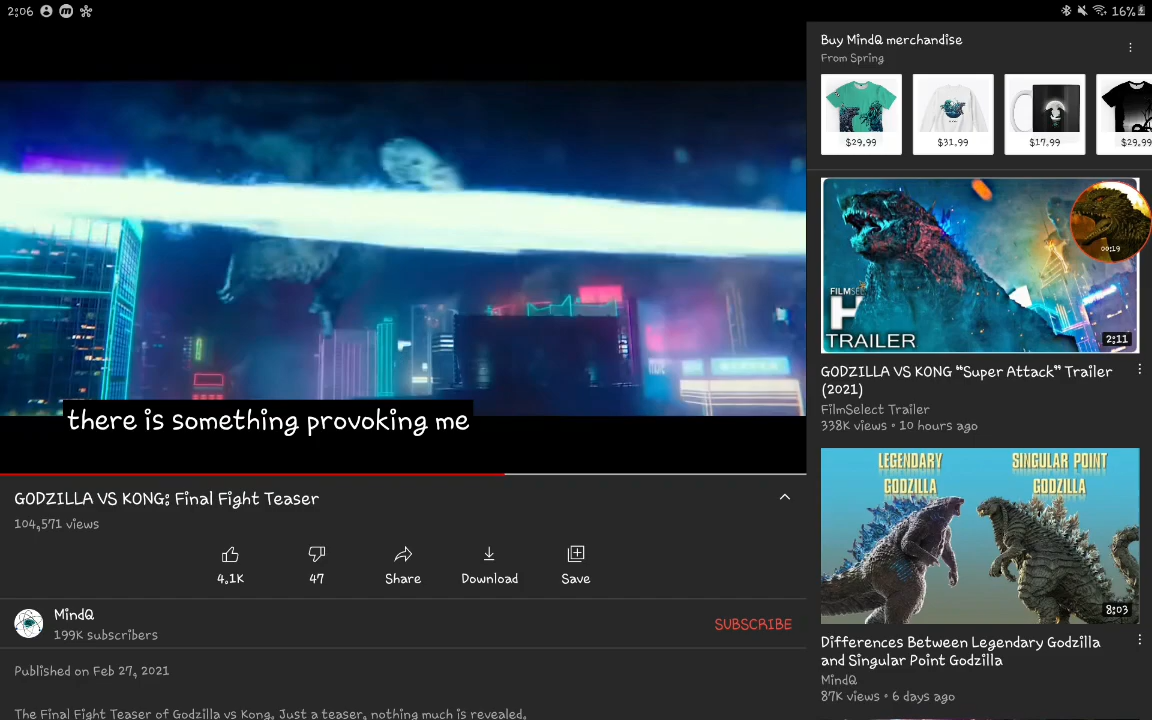 2:06
16%
there is something provoking me
GODZILLA VS KONG: Final Fight Teaser
104,571 views
4.1K
47
Share
Download
Save
MindQ
199K subscribers
SUBSCRIBE
Published on Feb 27, 2021
The Final Fight Teaser of Godzilla vs Kong. Just a teaser, nothing much is revealed.
Buy MindQ merchandise
From Spring
$29.99
$31.99
$17.99
$29.99
00:19
FILMSEL
H
TRAILER
2:11
GODZILLA VS KONG “Super Attack” Trailer
(2021)
FilmSelect Trailer
338K views • 10 hours ago
LEGENDARY
GODZILLA
SINGULAR POINT
GODZILLA
8:03
Differences Between Legendary Godzilla
and Singular Point Godzilla
MindQ
87K views • 6 days ago